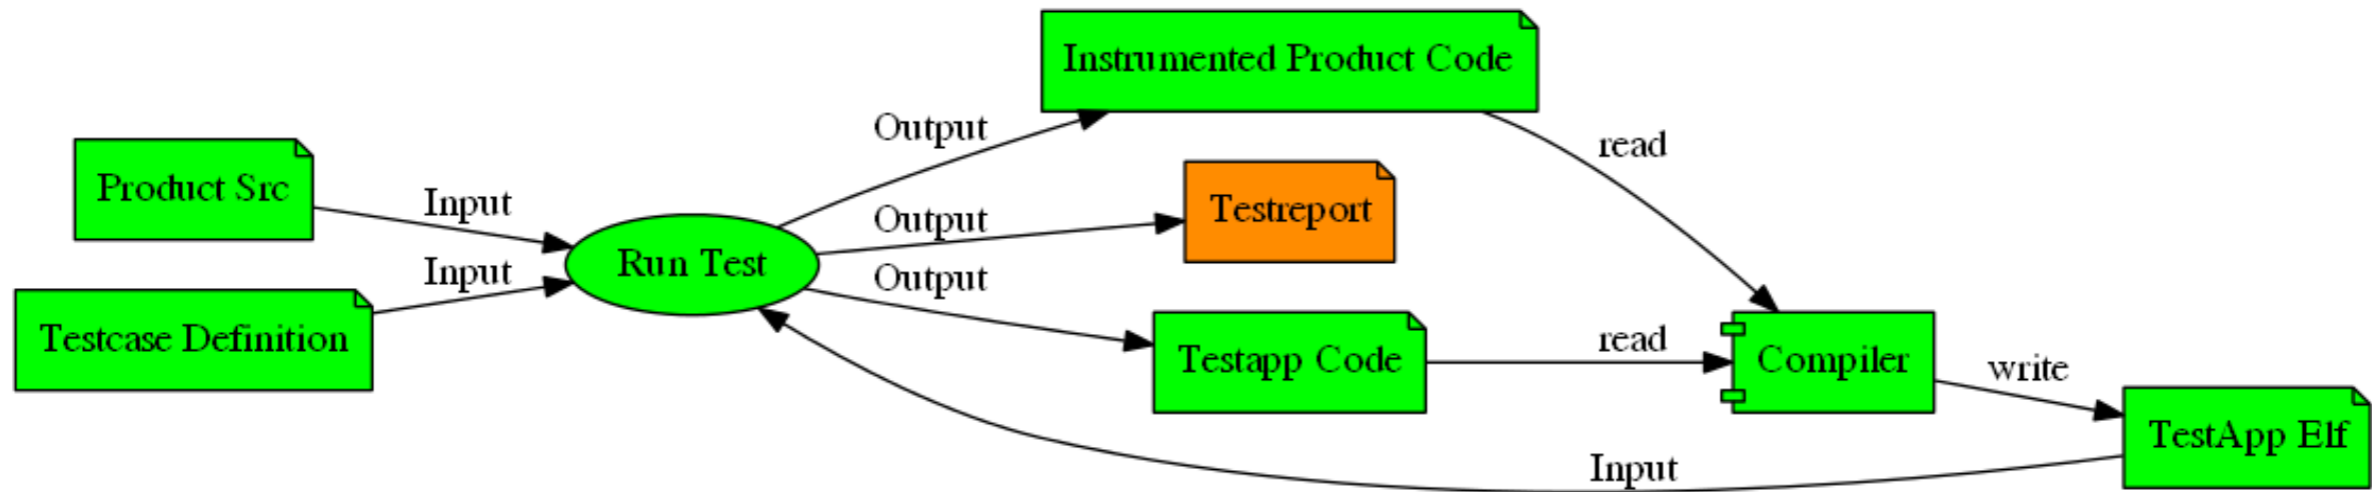 Instrumented Product Code
Output
read
Product Src
Input
Output
Testreport
Run Test
Input
Output
Testcase Definition
Testapp Code
read
Compiler
write
TestApp Elf
Input